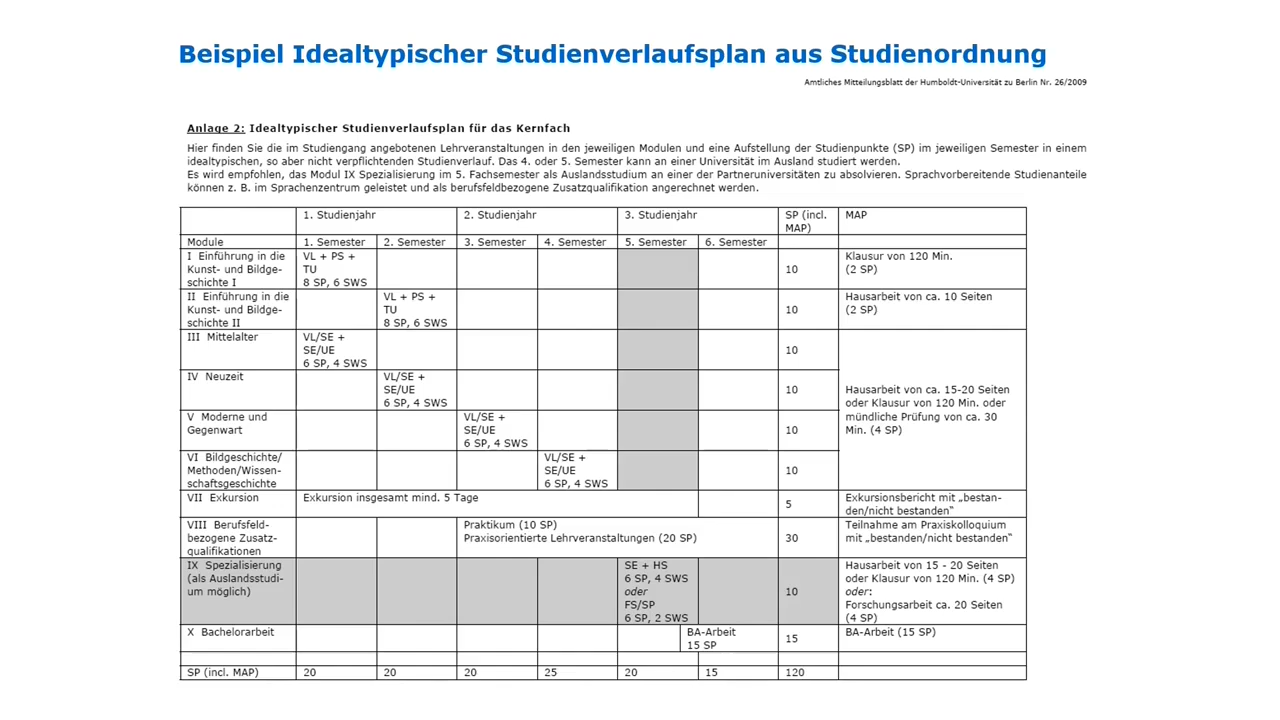 Beispiel Idealtypischer Studienverlaufsplan aus Studienordnung
Amtliches Mitteilungsblatt der Humboldt-Universität zu Berlin Nr. 26/2009
Anlage 2: Idealtypischer Studienverlaufsplan für das Kernfach
Hier finden Sie die im Studiengang angebotenen Lehrveranstaltungen in den jeweiligen Modulen und eine Aufstellung der Studienpunkte (SP) im jeweiligen Semester in einem
idealtypischen, so aber nicht verpflichtenden Studienverlauf. Das 4. oder 5. Semester kann an einer Universität im Ausland studiert werden.
Es wird empfohlen, das Modul IX Spezialisierung im 5. Fachsemester als Auslandsstudium an einer der Partneruniversitäten zu absolvieren. Sprachvorbereitende Studienanteile
können z. B. im Sprachenzentrum geleistet und als berufsfeldbezogene Zusatzqualifikation angerechnet werden.
1. Studienjahr
2. Studienjahr
3. Studienjahr
SP (incl.
MAP)
MAP
Module
1. Semester
2. Semester
3. Semester
4. Semester
5. Semester
6. Semester
I Einführung in die
Kunst- und Bildge-
schichte I
VL + PS +
TU
8 SP, 6 SWS
10
Klausur von 120 Min.
(2 SP)
II Einführung in die
Kunst- und Bildge-
schichte II
VL + PS +
TU
8 SP, 6 SWS
10
Hausarbeit von ca. 10 Seiten
(2 SP)
III Mittelalter
VL/SE +
SE/UE
6 SP, 4 SWS
10
IV Neuzeit
VL/SE +
SE/UE
6 SP, 4 SWS
10
Hausarbeit von ca. 15-20 Seiten
oder Klausur von 120 Min. oder
mündliche Prüfung von ca. 30
Min. (4 SP)
V Moderne und
Gegenwart
VL/SE +
SE/UE
6 SP, 4 SWS
10
VI Bildgeschichte/
Methoden/Wissen-
schaftsgeschichte
VL/SE +
SE/UE
6 SP, 4 SWS
10
VII Exkursion
Exkursion insgesamt mind. 5 Tage
5
Exkursionsbericht mit „bestan-
den/nicht bestanden“
VIII Berufsfeld-
bezogene Zusatz-
qualifikationen
Praktikum (10 SP)
Praxisorientierte Lehrveranstaltungen (20 SP)
30
Teilnahme am Praxiskolloquium
mit „bestanden/nicht bestanden“
IX Spezialisierung
(als Auslandsstudi-
um möglich)
SE + HS
6 SP, 4 SWS
oder
FS/SP
6 SP, 2 SWS
10
Hausarbeit von 15 - 20 Seiten
oder Klausur von 120 Min. (4 SP)
oder:
Forschungsarbeit ca. 20 Seiten
(4 SP)
X Bachelorarbeit
BA-Arbeit
15 SP
15
BA-Arbeit (15 SP)
SP (incl. MAP)
20
20
20
25
20
15
120